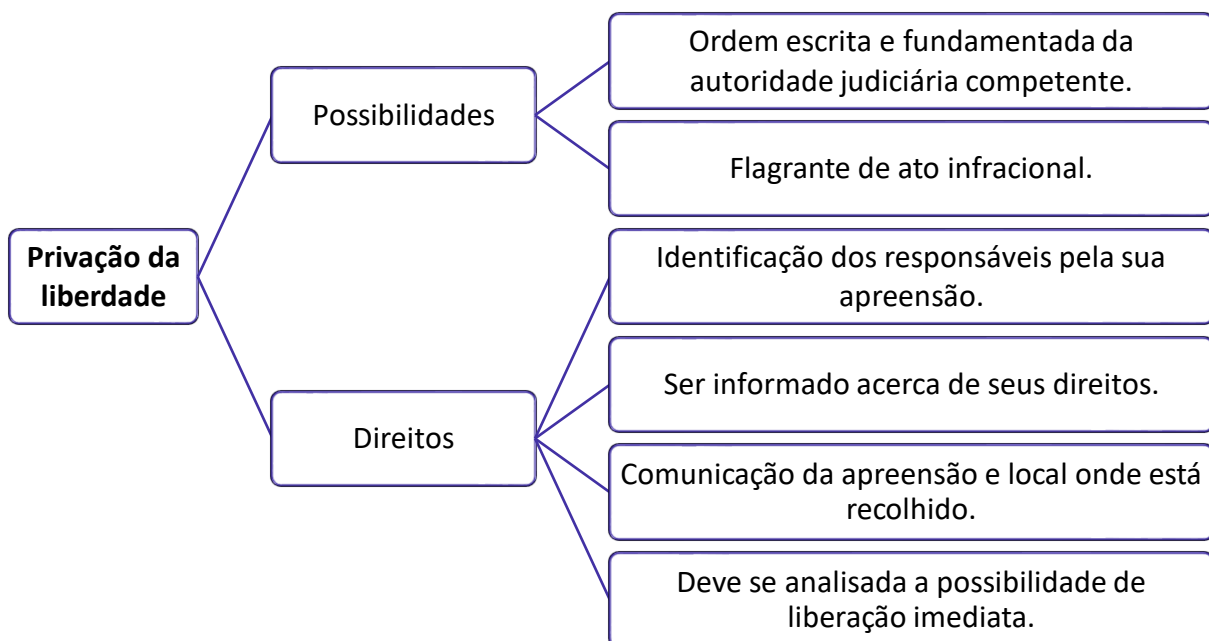 Privação da
liberdade
Possibilidades
Ordem escrita e fundamentada da
autoridade judiciária competente.
Flagrante de ato infracional.
Direitos
Identificação dos responsáveis pela sua
apreensão.
Ser informado acerca de seus direitos.
Comunicação da apreensão e local onde está
recolhido.
Deve se analisada a possibilidade de
liberação imediata.